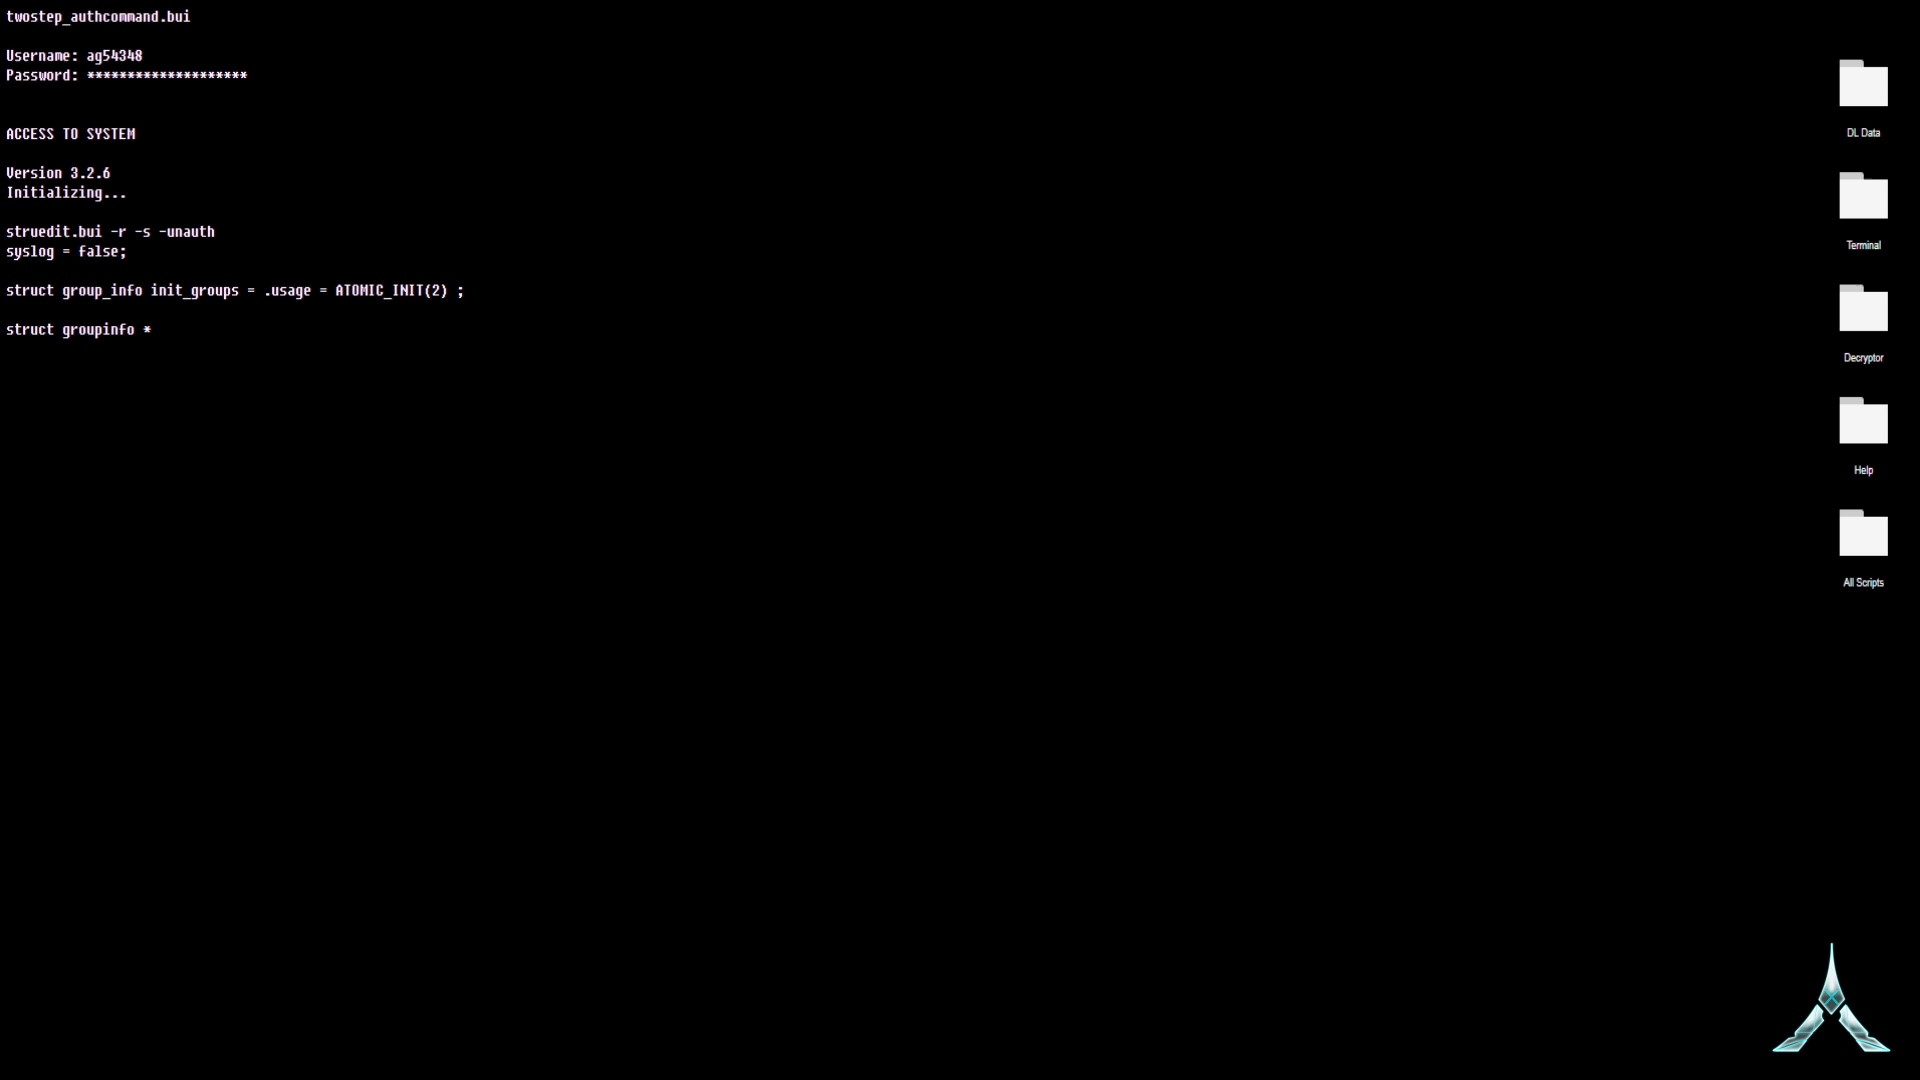 twostep_authcommand.bui
Username: ag54348
Password: ********************
ACCESS TO SYSTEM
Version 3.2.6
Initializing...
struedit.bui -r -s -unauth
syslog = false;
struct group_info init_groups = .usage = ATOMIC_INIT(2) ;
struct groupinfo *
DL Data
Terminal
Decryptor
Help
All Scripts